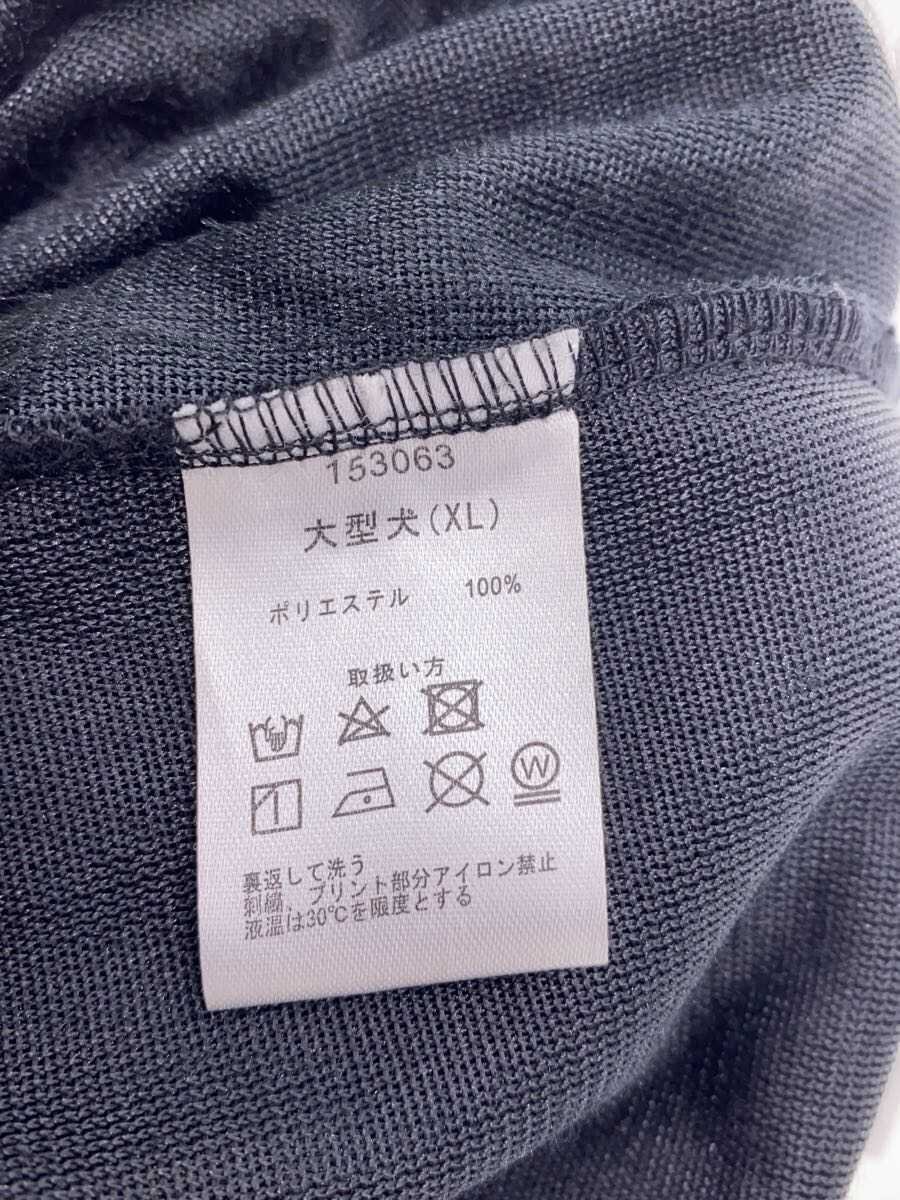 153063
大型犬(XL)
ポリエステル 100%
取扱い方
W
裏返して洗う
刺繍、プリント部分アイロン禁止
液温は30℃を限度とする